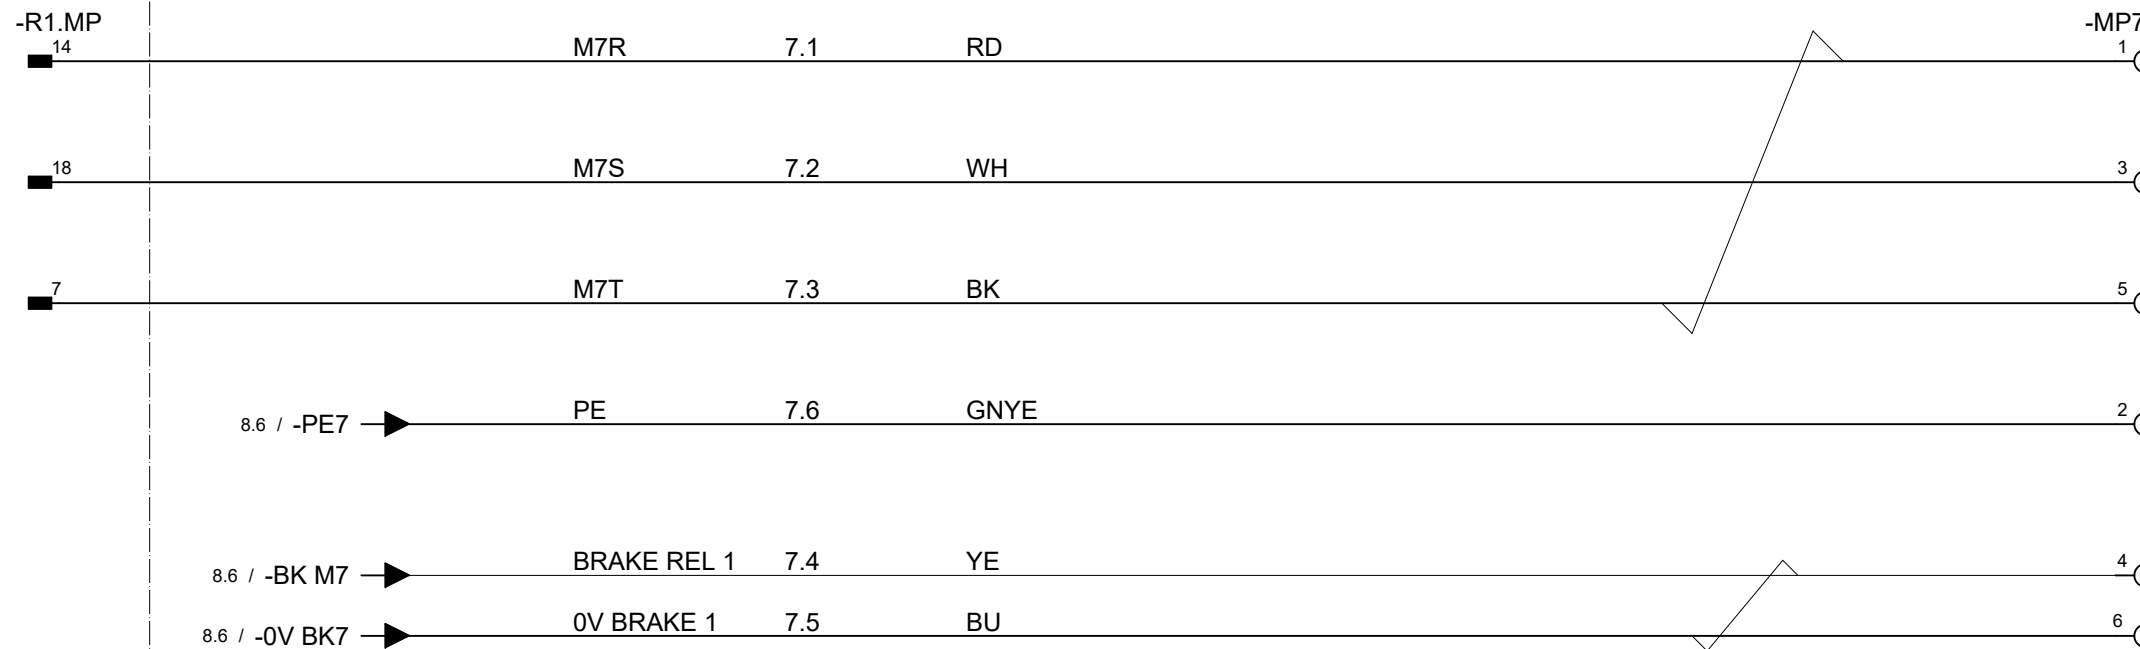 -R1.MP -MP7
14 M7R 7.1 RD 1
18 M7S 7.2 WH 3
7 M7T 7.3 BK 5
8.6 / -PE7 PE 7.6 GNYE 2
8.6 / -BK M7 BRAKE REL 1 7.4 YE 4
8.6 / -0V BK7 0V BRAKE 1 7.5 BU 6